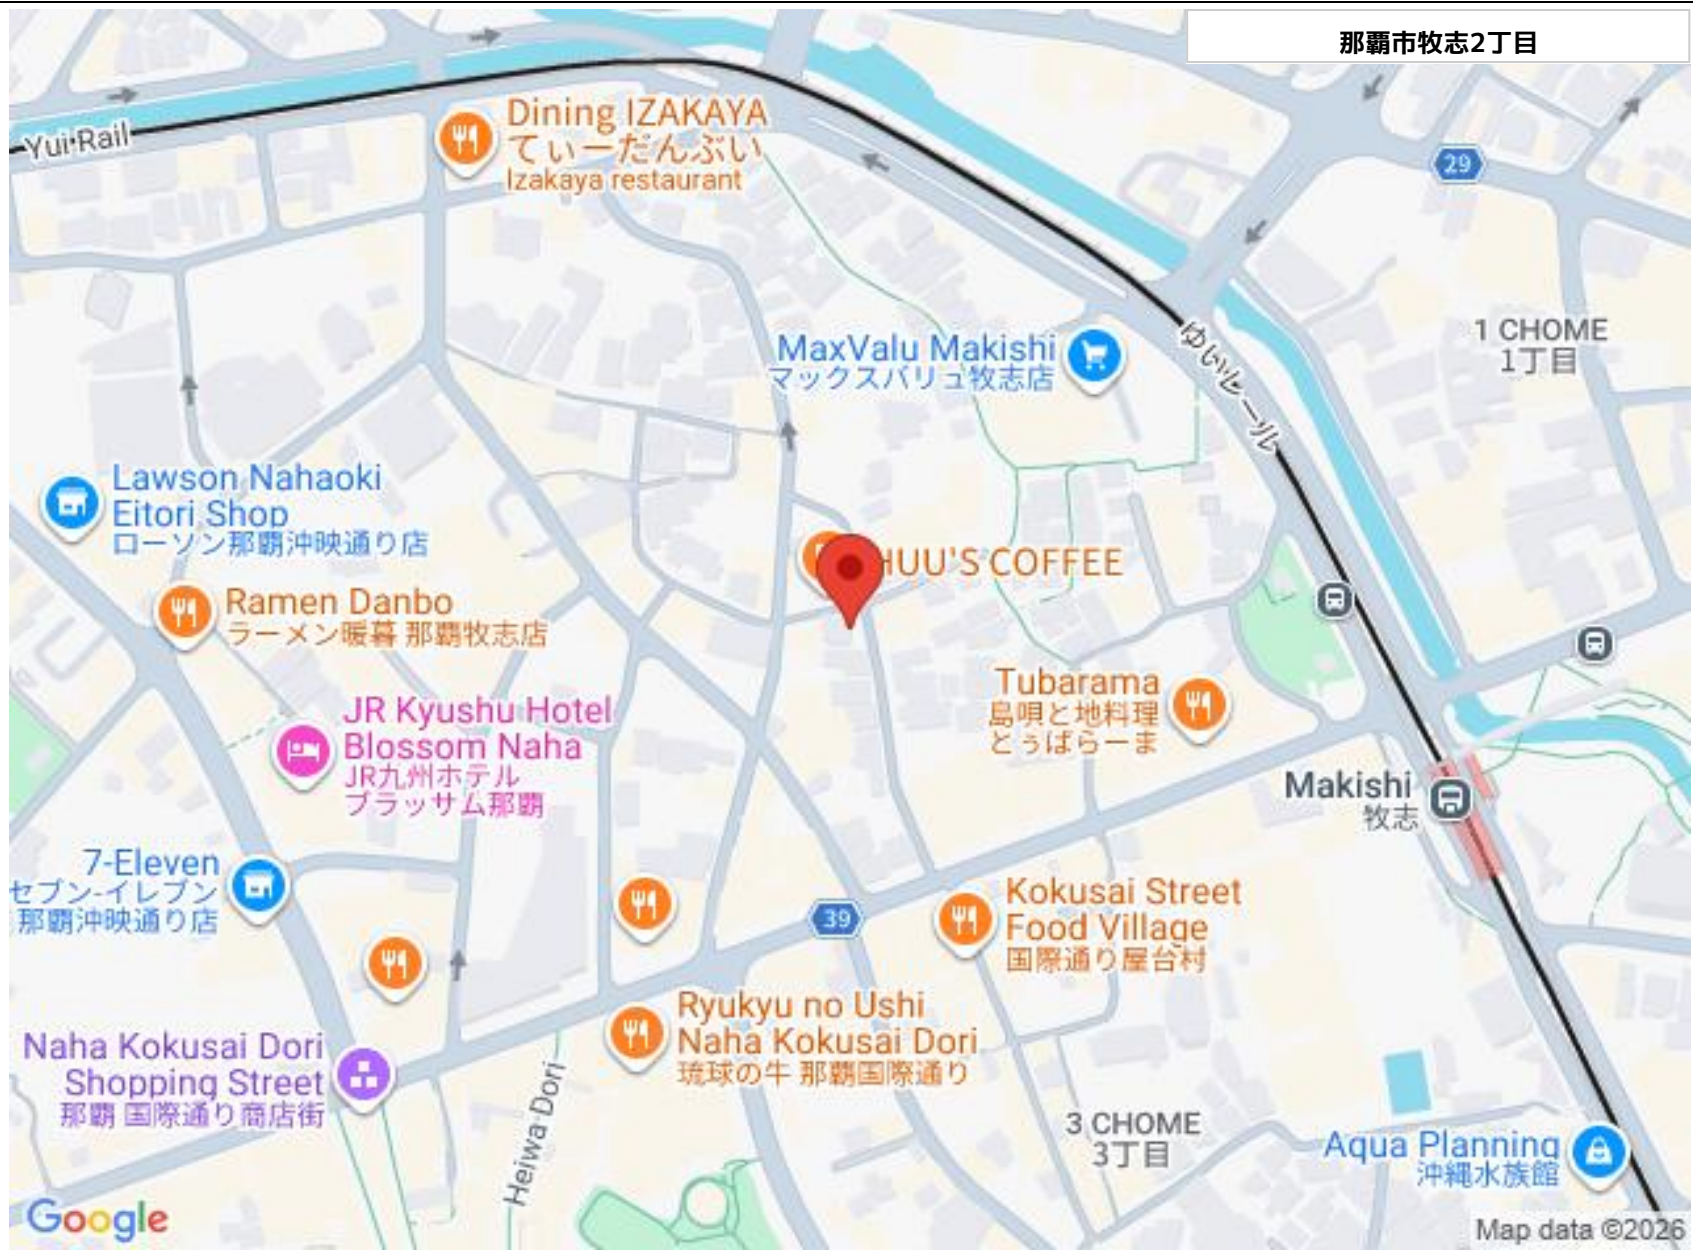 那覇市牧志2丁目
Yui Rail
Dining IZAKAYA
てぃーだんぶい
Izakaya restaurant
29
MaxValu Makishi
マックスバリュ牧志店
ゆいレール
1 CHOME
1丁目
Lawson Nahaoki
Eitori Shop
ローソン那覇沖映通り店
HUU'S COFFEE
Ramen Danbo
ラーメン暖暮 那覇牧志店
Tubarama
島唄と地料理
とぅばらーま
JR Kyushu Hotel
Blossom Naha
JR九州ホテル
ブラッサム那覇
Makishi
牧志
7-Eleven
セブン-イレブン
那覇沖映通り店
39
Kokusai Street
Food Village
国際通り屋台村
Ryukyu no Ushi
Naha Kokusai Dori
琉球の牛 那覇国際通り
Naha Kokusai Dori
Shopping Street
那覇 国際通り商店街
Heiwa Dori
3 CHOME
3丁目
Aqua Planning
沖縄水族館
Google
Map data ©2026